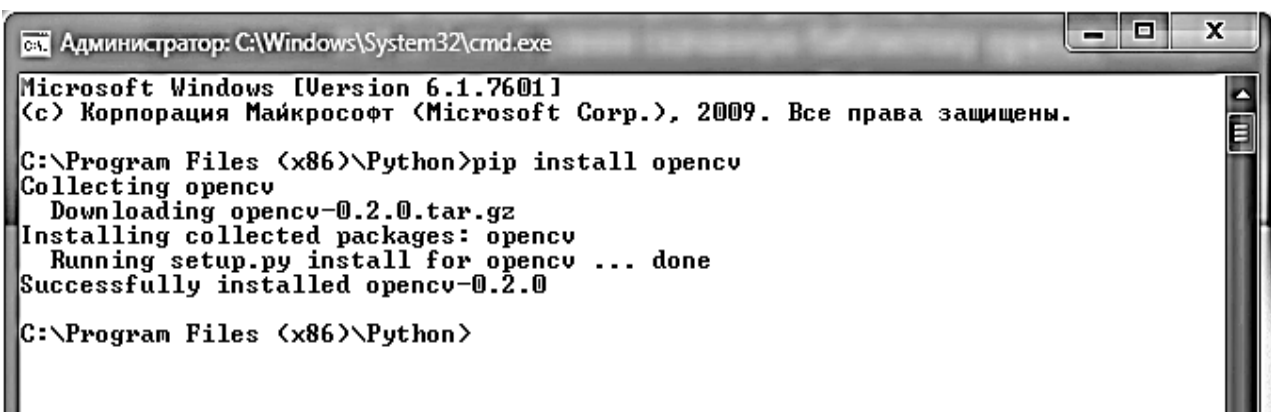 Администратор: C:\Windows\System32\cmd.exe
Microsoft Windows [Version 6.1.7601]
(c) Корпорация Майкрософт (Microsoft Corp.), 2009. Все права защищены.
C:\Program Files (x86)\Python>pip install opencv
Collecting opencv
Downloading opencv-0.2.0.tar.gz
Installing collected packages: opencv
Running setup.py install for opencv ... done
Successfully installed opencv-0.2.0
C:\Program Files (x86)\Python>